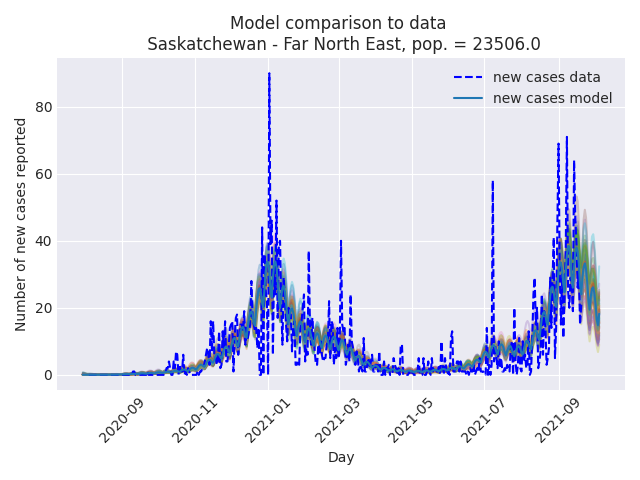 Model comparison to data
Saskatchewan - Far North East, pop. = 23506.0
new cases data
new cases model
Number of new cases reported
80
60
40
20
0
2020-09
2020-11
2021-01
2021-03
2021-05
2021-07
2021-09
Day